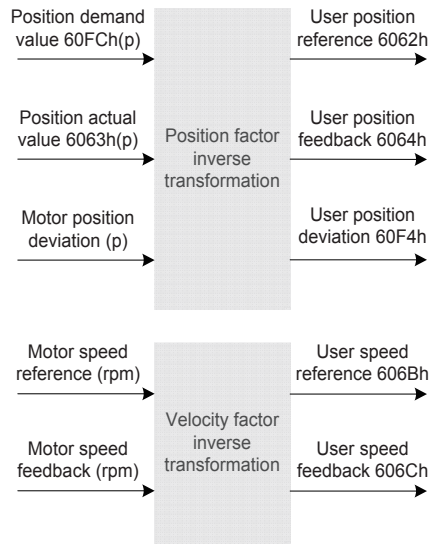 Position demand
value 60FCh(p)
User position
reference 6062h
Position actual
value 6063h(p)
Position factor
inverse
transformation
User position
feedback 6064h
Motor position
deviation (p)
User position
deviation 60F4h
Motor speed
reference (rpm)
User speed
reference 606Bh
Velocity factor
inverse
transformation
Motor speed
feedback (rpm)
User speed
feedback 606Ch